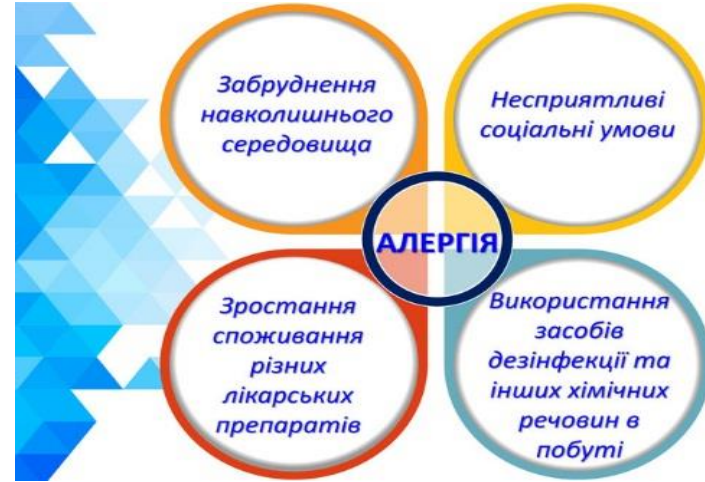 Забруднення
навколишнього
середовища
Несприятливі
соціальні умови
АЛЕРГІЯ
Зростання
споживання
різних
лікарських
препаратів
Використання
засобів
дезінфекції та
інших хімічних
речовин в
побуті